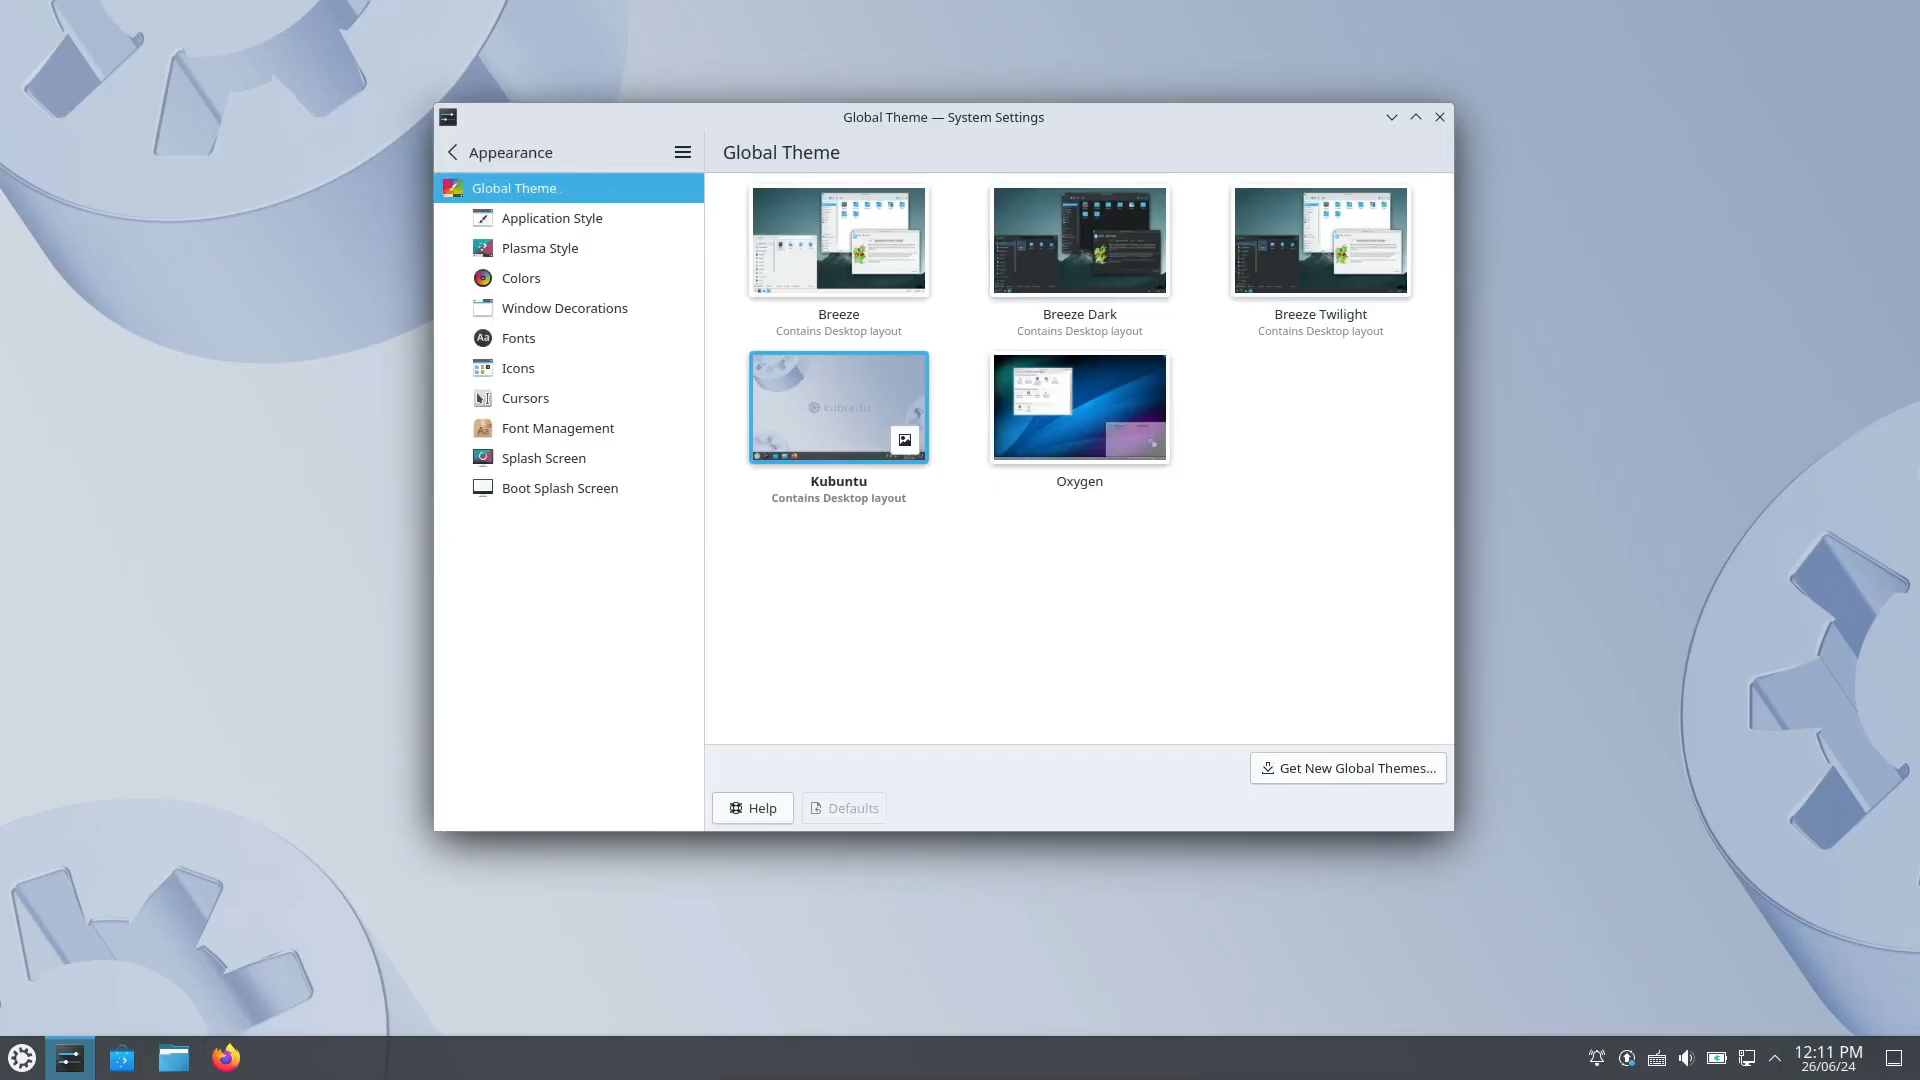 Global Theme — System Settings
Appearance
Global Theme
Global Theme
Application Style
Plasma Style
Colors
Window Decorations
Aa Fonts
Icons
Cursors
Aa Font Management
Splash Screen
Boot Splash Screen
Breeze
Contains Desktop layout
Breeze Dark
Contains Desktop layout
Breeze Twilight
Contains Desktop layout
kubuntu
Kubuntu
Contains Desktop layout
Oxygen
Get New Global Themes...
Help
Defaults
12:11 PM
26/06/24